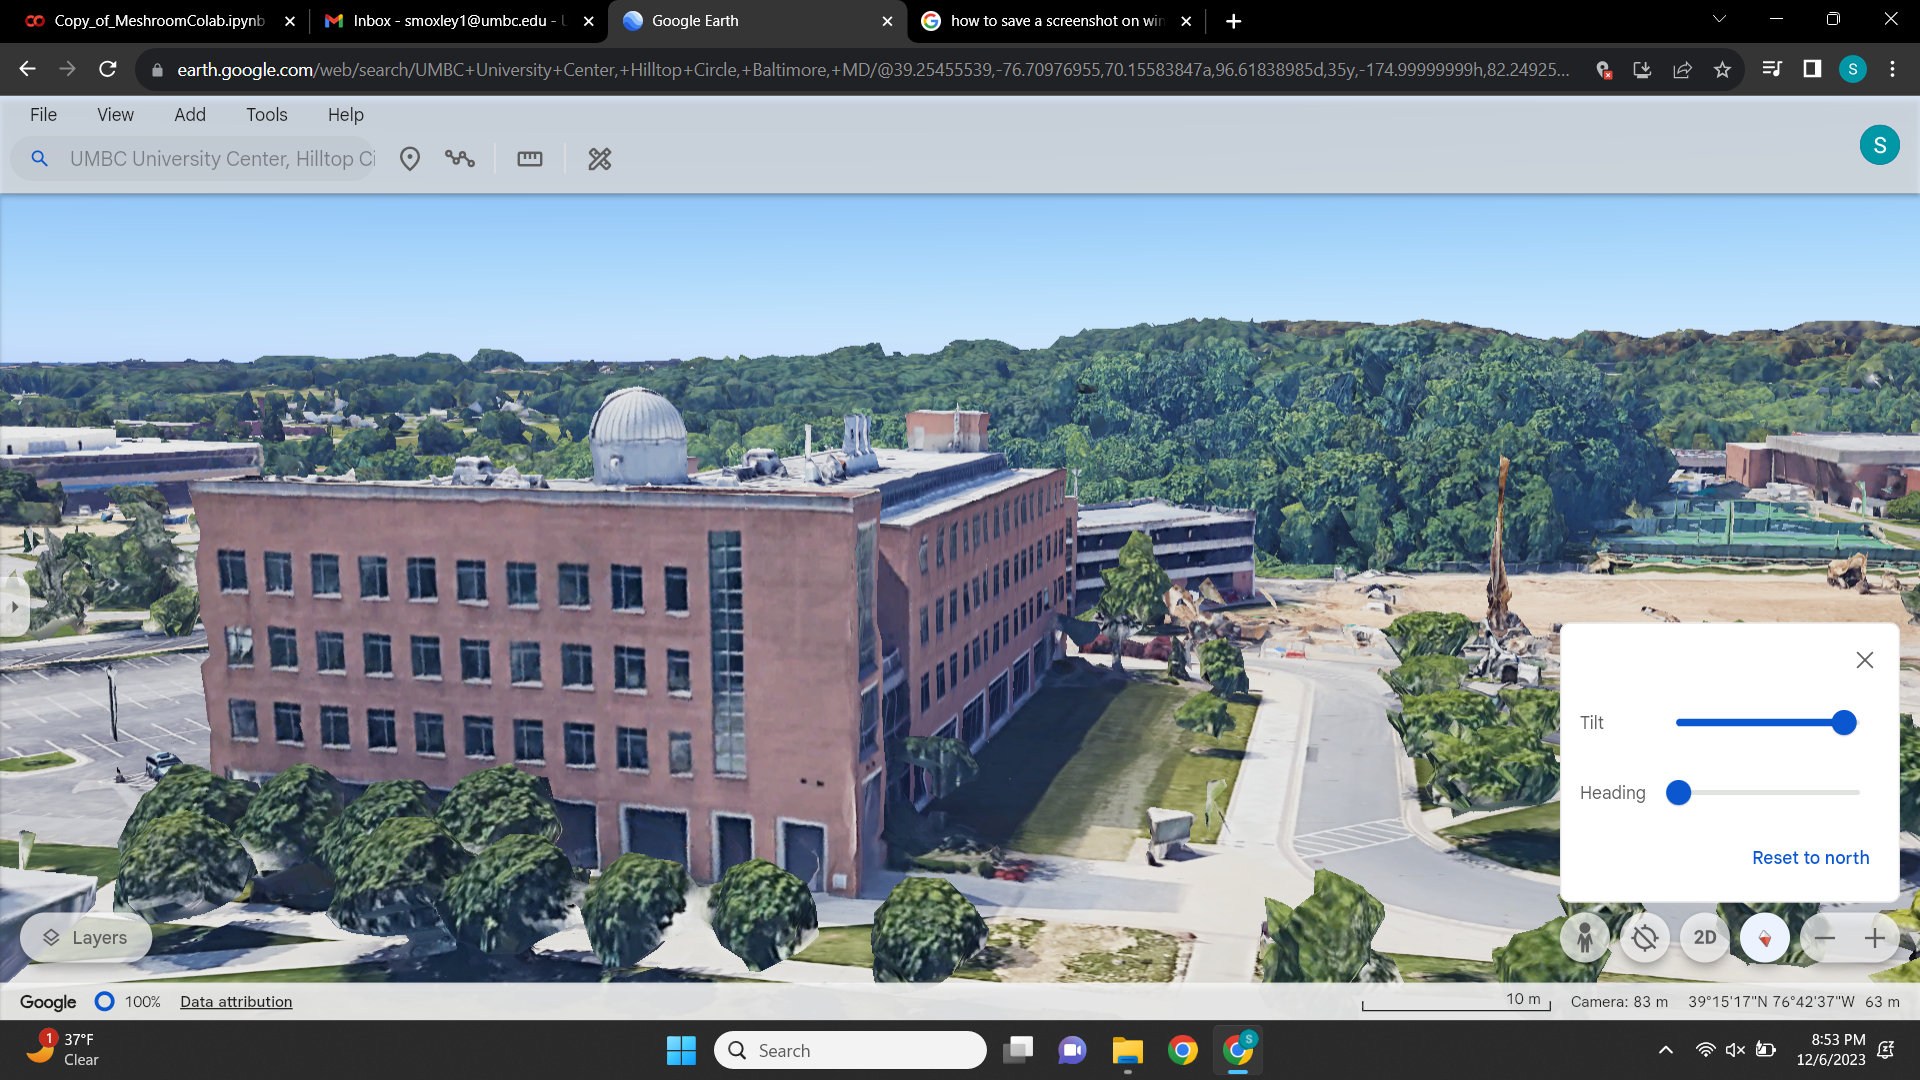 Copy_of_MeshroomColab.ipynb
Inbox - smoxley1@umbc.edu - U
Google Earth
how to save a screenshot on win
earth.google.com/web/search/UMBC+University+Center,+Hilltop+Circle,+Baltimore,+MD/@39.25455539,-76.70976955,70.15583847a,96.61838985d,35y,-174.99999999h,82.24925...
S
File View Add Tools Help
UMBC University Center, Hilltop Ci
S
Tilt
Heading
Reset to north
Layers
2D
Google 100% Data attribution
10 m
Camera: 83 m 39°15'17"N 76°42'37"W 63 m
1
37°F
Clear
Search
S
8:53 PM
12/6/2023